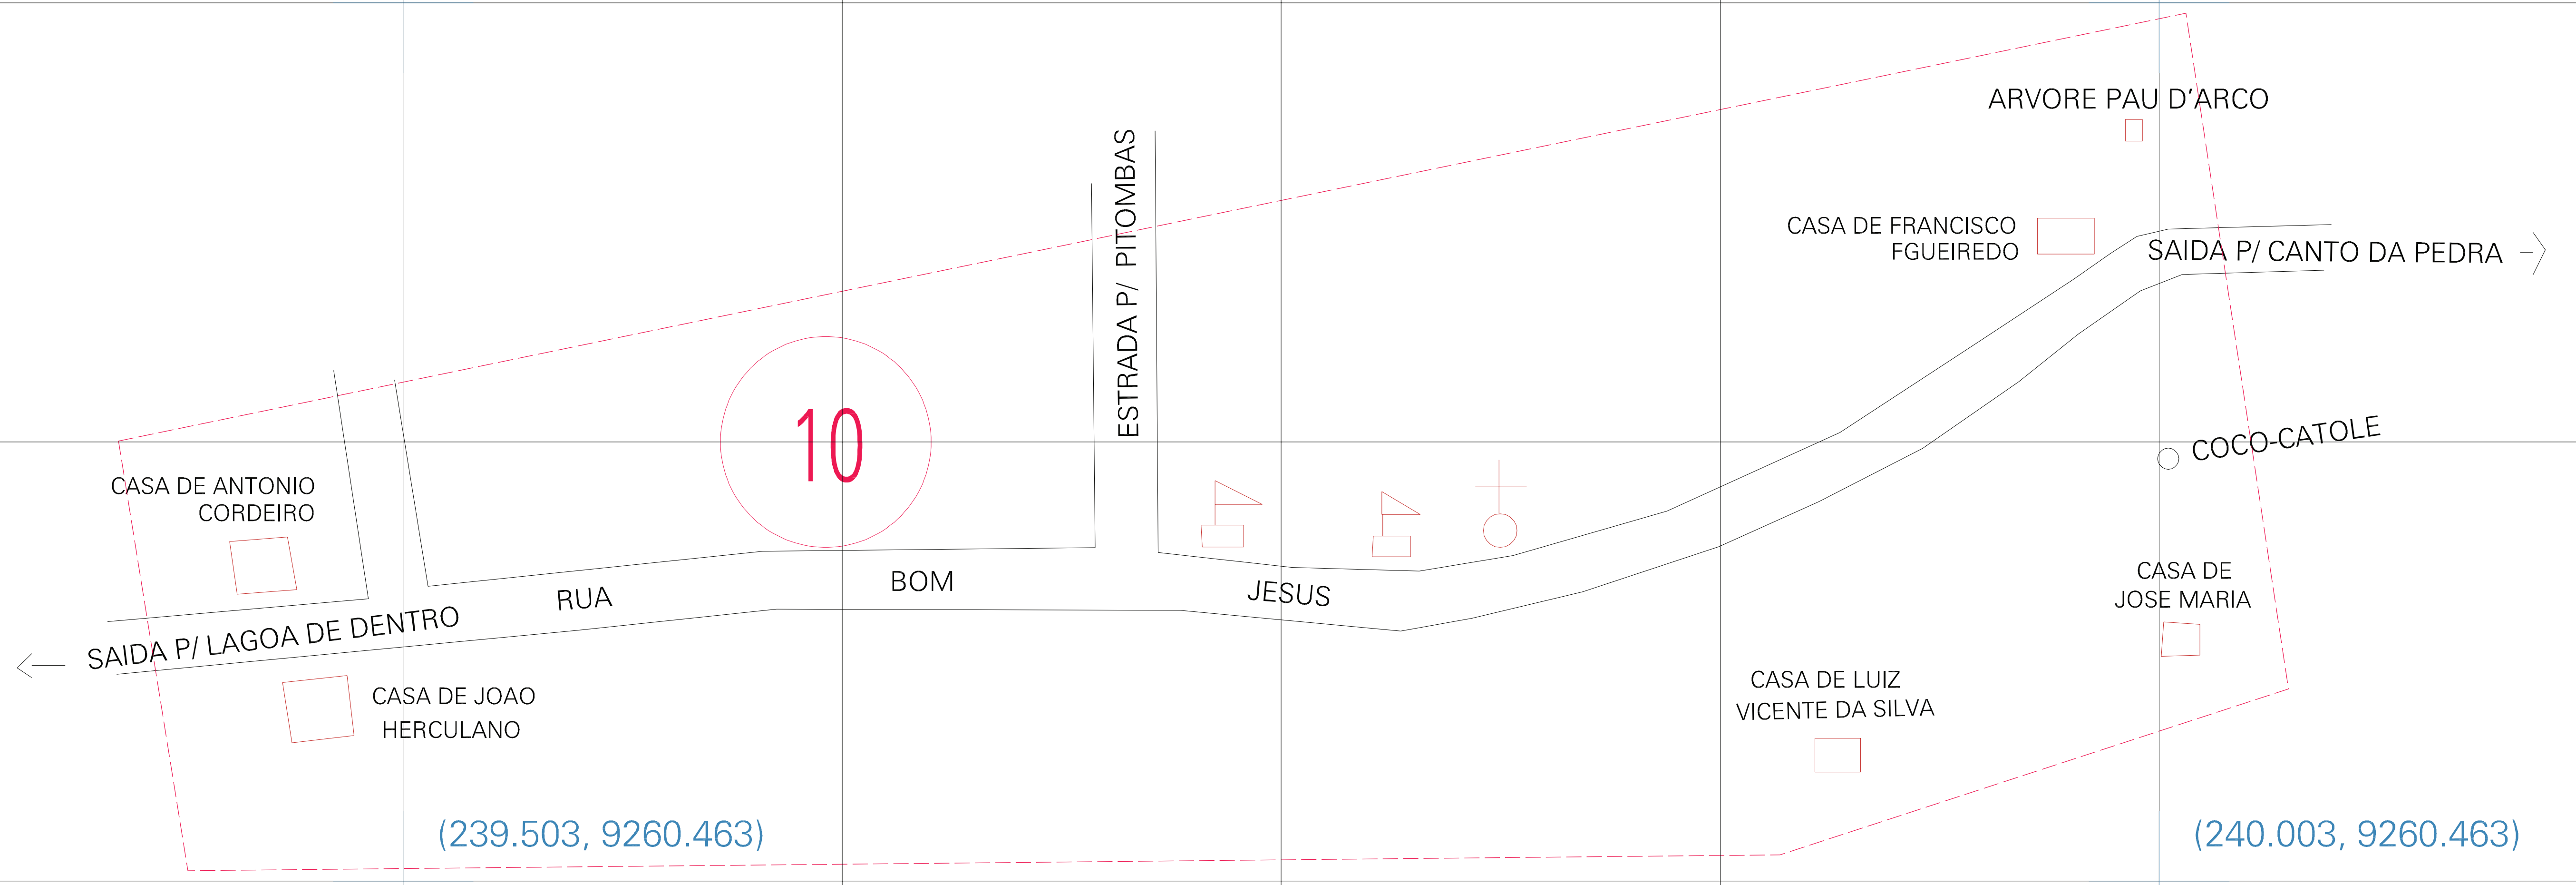 ARVORE PAU D'ARCO
ESTRADA P/ PITOMBAS
CASA DE FRANCISCO
FGUEIREDO
SAIDA P/ CANTO DA PEDRA
10
COCO-CATOLE
CASA DE ANTONIO
CORDEIRO
RUA
BOM
JESUS
CASA DE
JOSE MARIA
SAIDA P/ LAGOA DE DENTRO
CASA DE JOAO
HERCULANO
CASA DE LUIZ
VICENTE DA SILVA
(239.503, 9260.463)
(240.003, 9260.463)